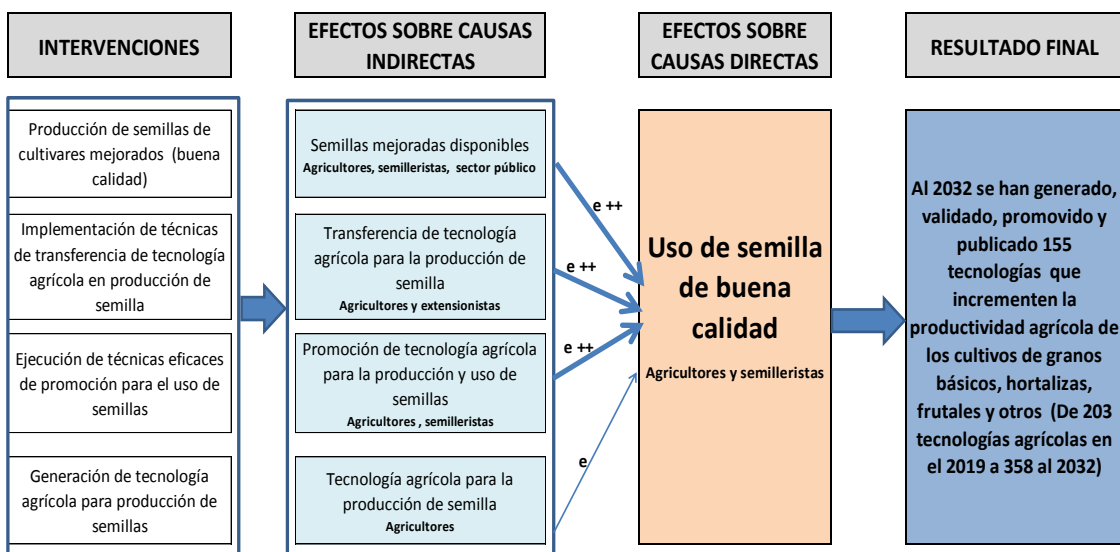 INTERVENCIONES
EFECTOS SOBRE CAUSAS
INDIRECTAS
EFECTOS SOBRE
CAUSAS DIRECTAS
RESULTADO FINAL
Producción de semillas de
cultivares mejorados (buena
calidad)
Implementación de técnicas
de transferencia de tecnología
agrícola en producción de
semilla
Ejecución de técnicas eficaces
de promoción para el uso de
semillas
Generación de tecnología
agrícola para producción de
semillas
Semillas mejoradas disponibles
Agricultores, semilleristas, sector público
Transferencia de tecnología
agrícola para la producción de
semilla
Agricultores y extensionistas
Promoción de tecnología agrícola
para la producción y uso de
semillas
Agricultores , semilleristas
Tecnología agrícola para la
producción de semilla
Agricultores
e ++
e ++
e ++
e
Uso de semilla
de buena
calidad
Agricultores y semilleristas
Al 2032 se han generado,
validado, promovido y
publicado 155
tecnologías que
incrementen la
productividad agrícola de
los cultivos de granos
básicos, hortalizas,
frutales y otros (De 203
tecnologías agrícolas en
el 2019 a 358 al 2032)